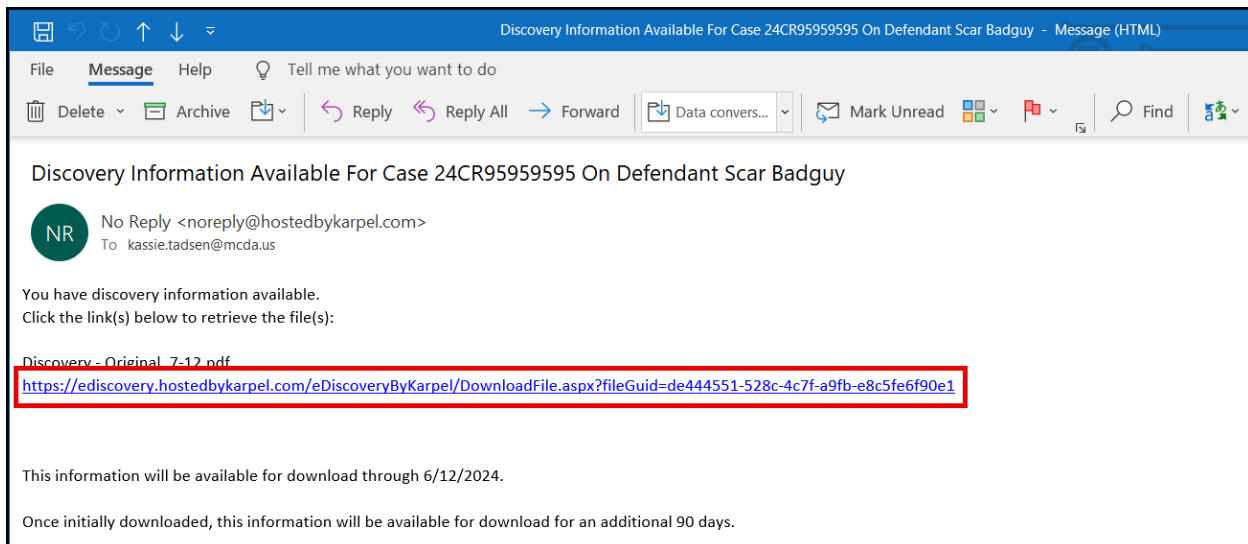 Discovery Information Available For Case 24CR95959595 On Defendant Scar Badguy - Message (HTML)
File Message Help Tell me what you want to do
Delete Archive Reply Reply All Forward Data convers... Mark Unread Find
Discovery Information Available For Case 24CR95959595 On Defendant Scar Badguy
NR
No Reply <noreply@hostedbykarpel.com>
To kassie.tadsen@mcda.us
You have discovery information available.
Click the link(s) below to retrieve the file(s):
Discovery - Original 7-12.pdf
https://ediscovery.hostedbykarpel.com/eDiscoveryByKarpel/DownloadFile.aspx?fileGuid=de444551-528c-4c7f-a9fb-e8c5fe6f90e1
This information will be available for download through 6/12/2024.
Once initially downloaded, this information will be available for download for an additional 90 days.